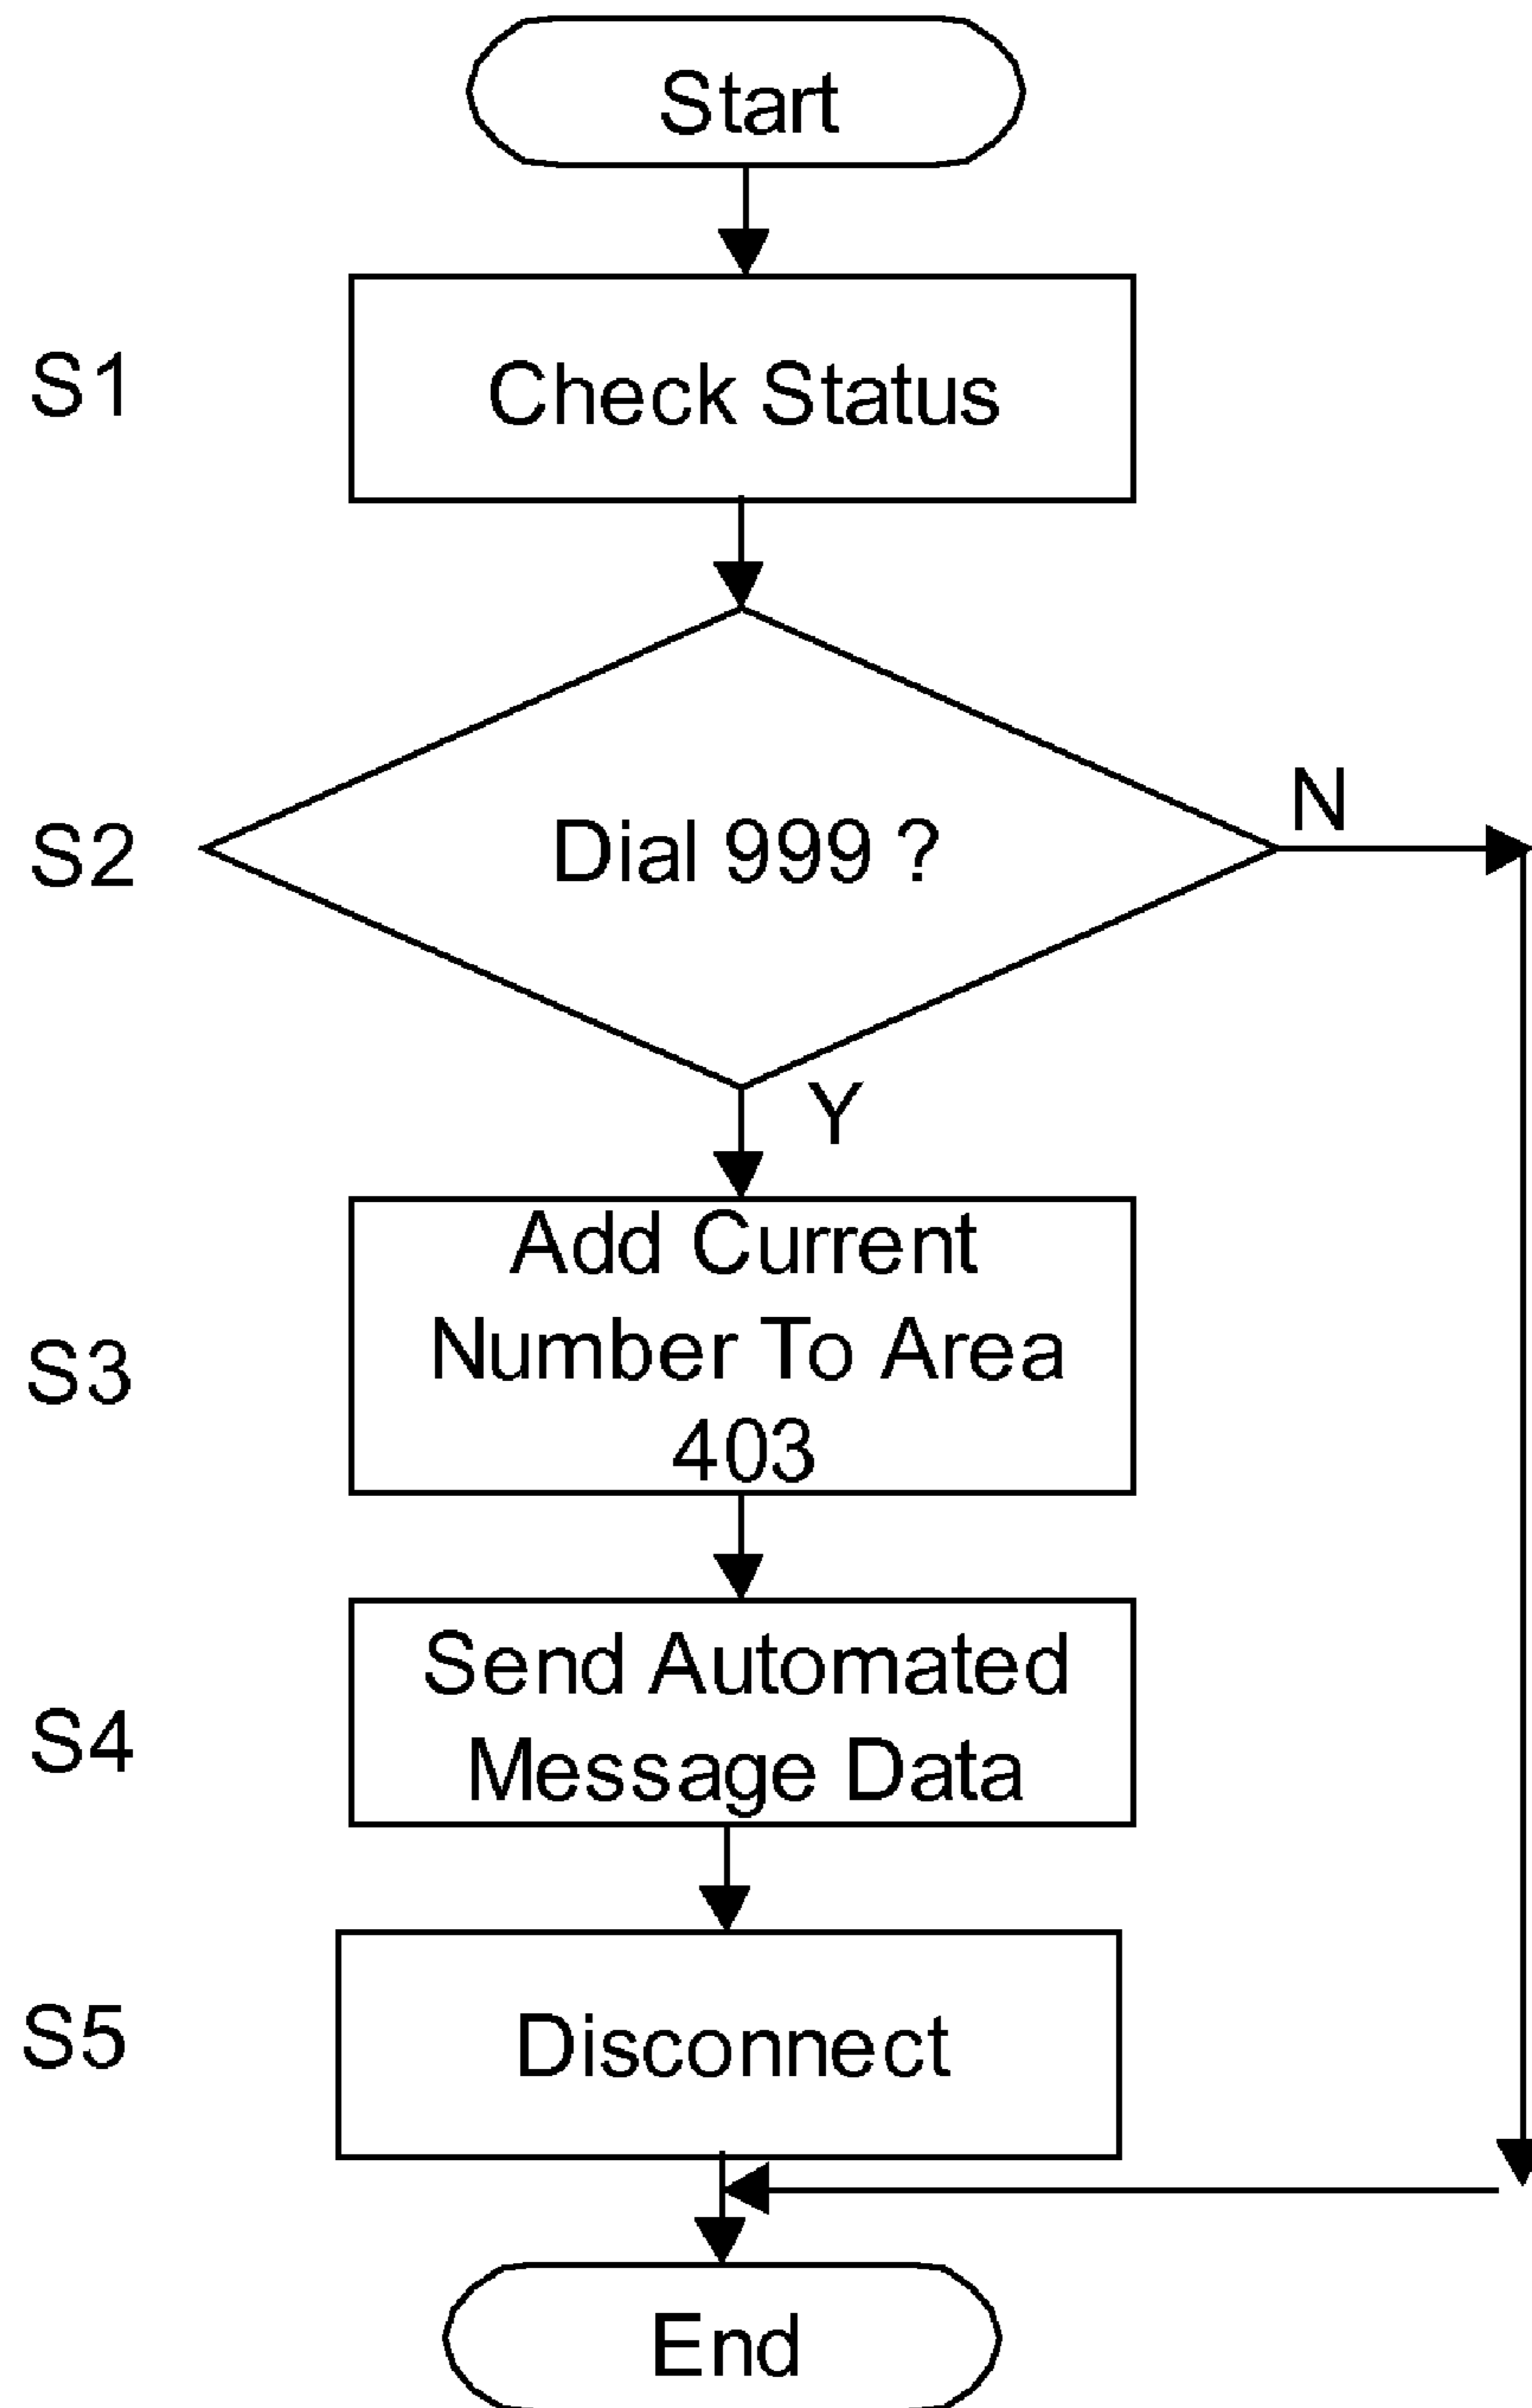 Start
S1
Check Status
S2
Dial 999 ?
N
Y
S3
Add Current
Number To Area
403
S4
Send Automated
Message Data
S5
Disconnect
End